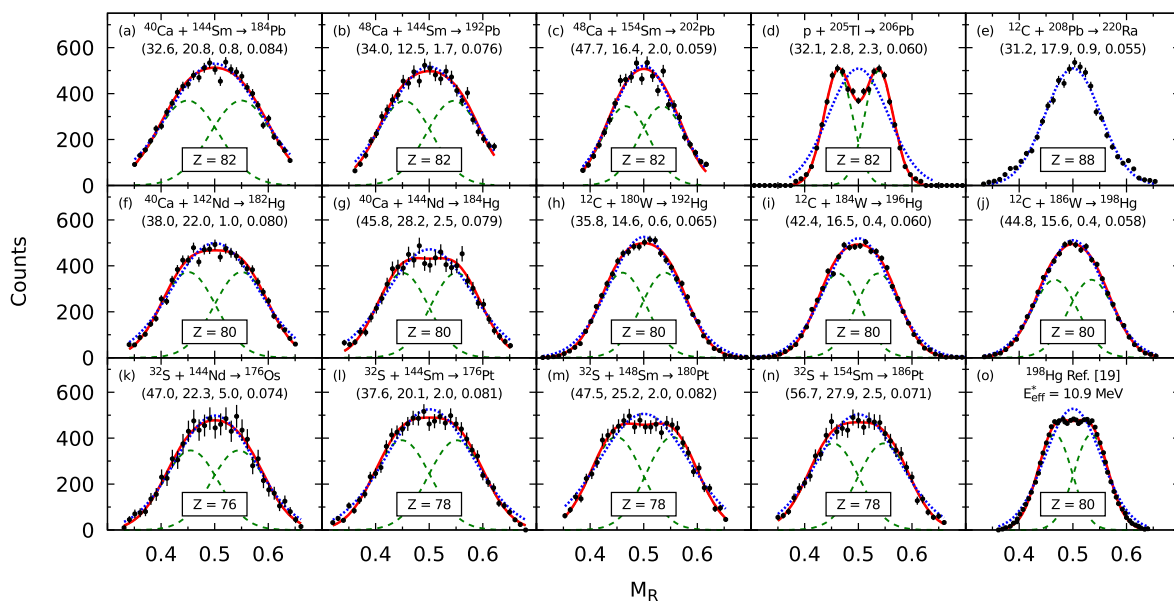 (a) ⁴⁰Ca + ¹⁴⁴Sm → ¹⁸⁴Pb
(32.6, 20.8, 0.8, 0.084)
Z = 82
(b) ⁴⁸Ca + ¹⁴⁴Sm → ¹⁹²Pb
(34.0, 12.5, 1.7, 0.076)
Z = 82
(c) ⁴⁸Ca + ¹⁵⁴Sm → ²⁰²Pb
(47.7, 16.4, 2.0, 0.059)
Z = 82
(d) p + ²⁰⁵Tl → ²⁰⁶Pb
(32.1, 2.8, 2.3, 0.060)
Z = 82
(e) ¹²C + ²⁰⁸Pb → ²²⁰Ra
(31.2, 17.9, 0.9, 0.055)
Z = 88
600
400
200
0
(f) ⁴⁰Ca + ¹⁴²Nd → ¹⁸²Hg
(38.0, 22.0, 1.0, 0.080)
Z = 80
(g) ⁴⁰Ca + ¹⁴⁴Nd → ¹⁸⁴Hg
(45.8, 28.2, 2.5, 0.079)
Z = 80
(h) ¹²C + ¹⁸⁰W → ¹⁹²Hg
(35.8, 14.6, 0.6, 0.065)
Z = 80
(i) ¹²C + ¹⁸⁴W → ¹⁹⁶Hg
(42.4, 16.5, 0.4, 0.060)
Z = 80
(j) ¹²C + ¹⁸⁶W → ¹⁹⁸Hg
(44.8, 15.6, 0.4, 0.058)
Z = 80
600
400
200
0
Counts
(k) ³²S + ¹⁴⁴Nd → ¹⁷⁶Os
(47.0, 22.3, 5.0, 0.074)
Z = 76
(l) ³²S + ¹⁴⁴Sm → ¹⁷⁶Pt
(37.6, 20.1, 2.0, 0.081)
Z = 78
(m) ³²S + ¹⁴⁸Sm → ¹⁸⁰Pt
(47.5, 25.2, 2.0, 0.082)
Z = 78
(n) ³²S + ¹⁵⁴Sm → ¹⁸⁶Pt
(56.7, 27.9, 2.5, 0.071)
Z = 78
(o) ¹⁹⁸Hg Ref. [19]
E*eff = 10.9 MeV
Z = 80
600
400
200
0
0.4 0.5 0.6
0.4 0.5 0.6
0.4 0.5 0.6
0.4 0.5 0.6
0.4 0.5 0.6
M_R